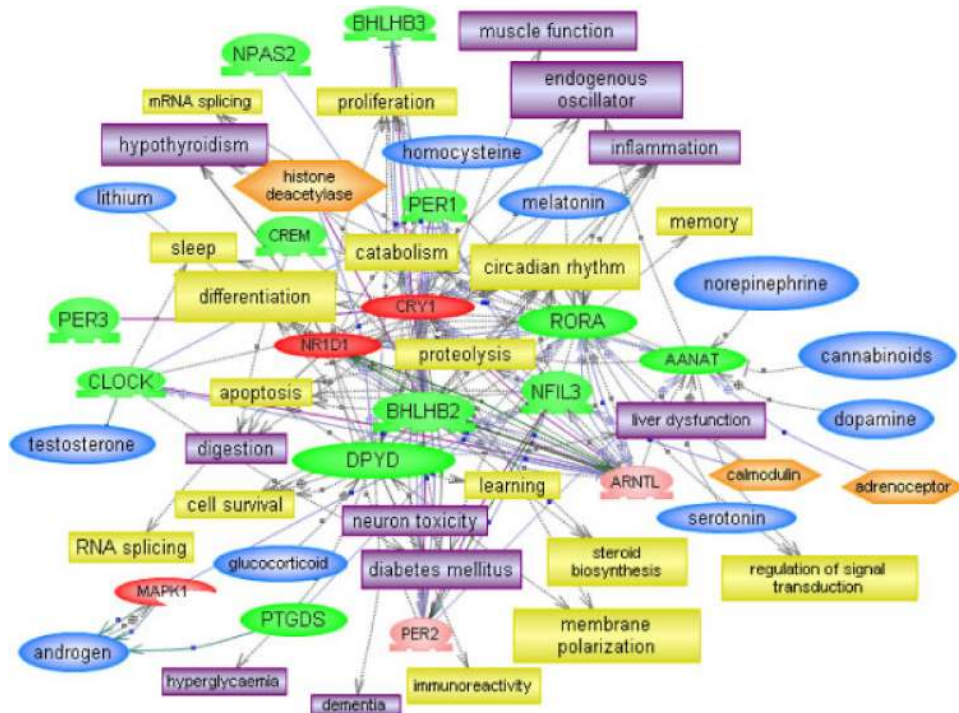 BHLHB3
muscle function
NPAS2
endogenous
oscillator
mRNA splicing
proliferation
hypothyroidism
homocysteine
inflammation
histone
deacetylase
lithium
PER1
melatonin
memory
CREM
sleep
catabolism
circadian rhythm
differentiation
norepinephrine
CRY1
PER3
RORA
NR1D1
proteolysis
AANAT
cannabinoids
CLOCK
apoptosis
NFIL3
BHLHB2
liver dysfunction
dopamine
testosterone
digestion
DPYD
learning
ARNTL
calmodulin
adrenoceptor
cell survival
neuron toxicity
serotonin
RNA splicing
glucocorticoid
diabetes mellitus
steroid
biosynthesis
regulation of signal
transduction
MAPK1
PTGDS
PER2
membrane
polarization
androgen
hyperglycaemia
immunoreactivity
dementia